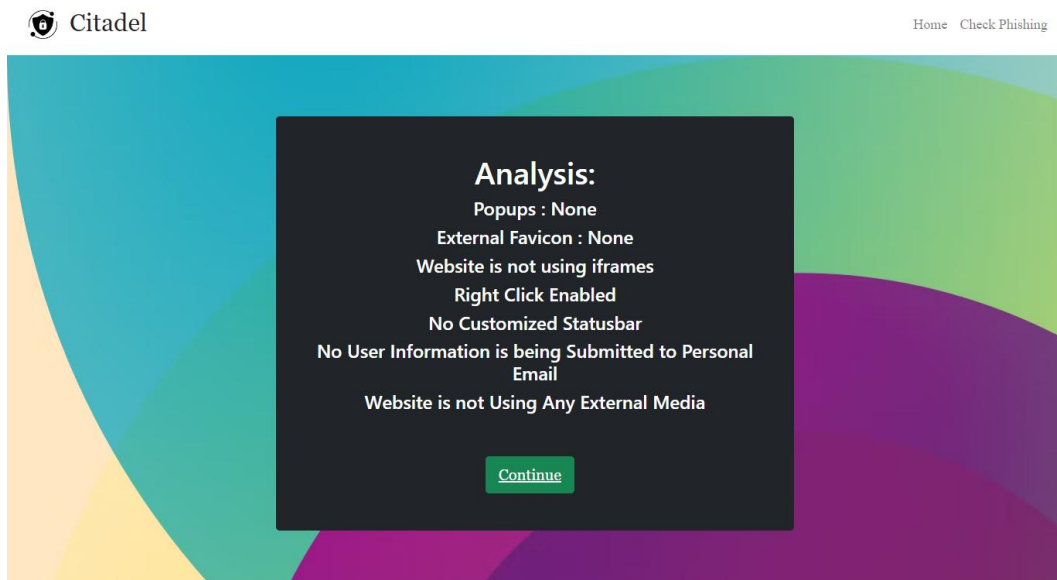 Citadel
Home Check Phishing
Analysis:
Popups : None
External Favicon : None
Website is not using iframes
Right Click Enabled
No Customized Statusbar
No User Information is being Submitted to Personal
Email
Website is not Using Any External Media
Continue